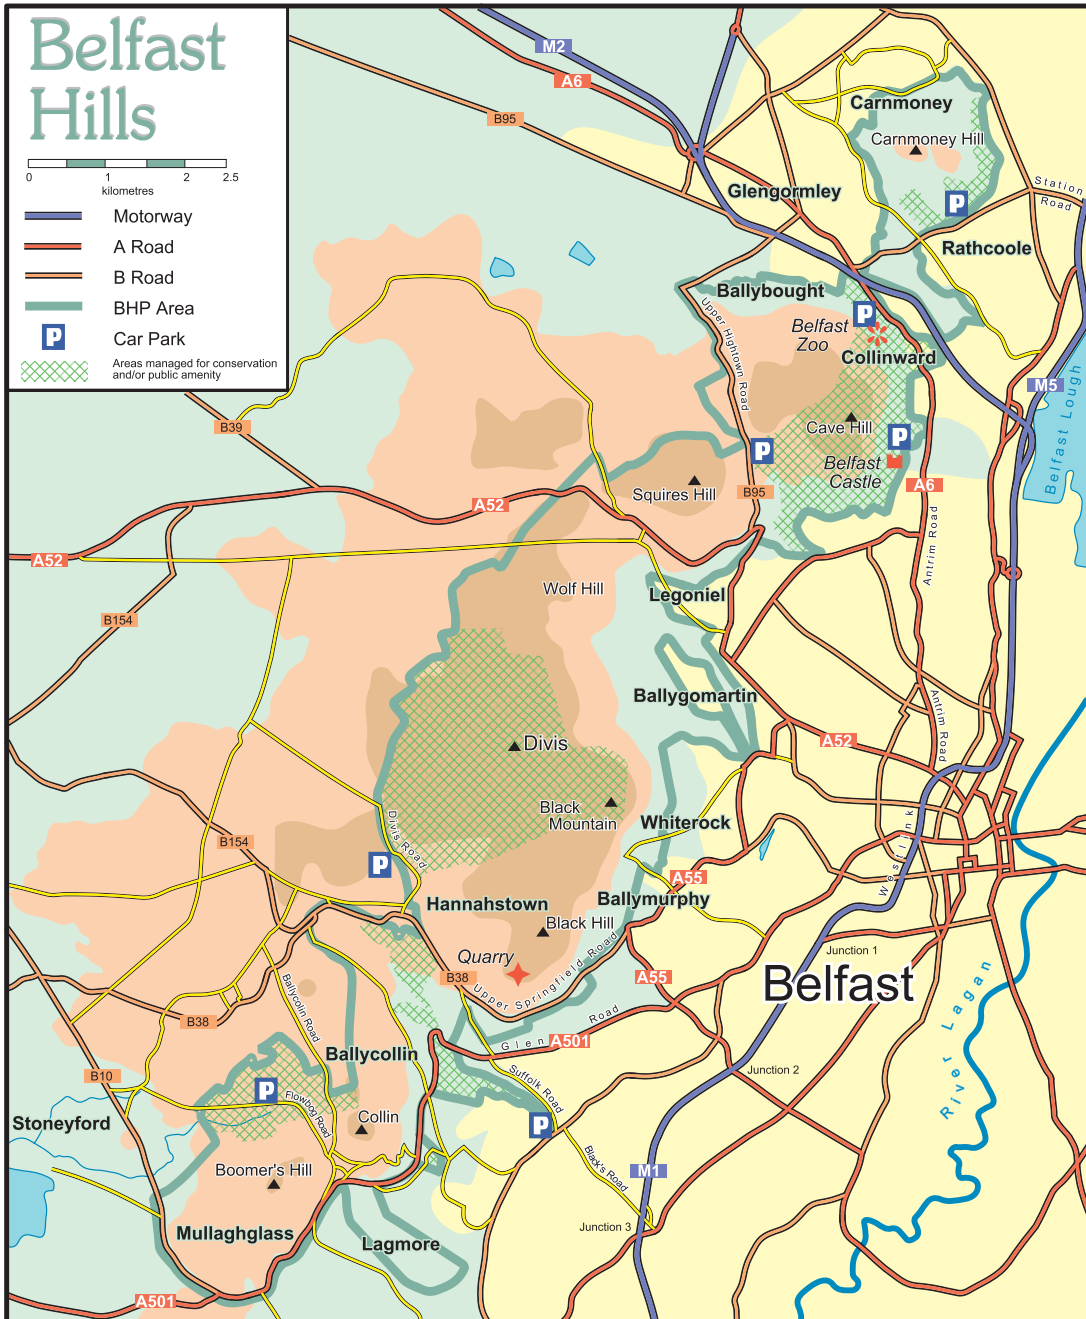 Belfast
Hills
0 1 2 2.5
kilometres
Motorway
A Road
B Road
BHP Area
P Car Park
Areas managed for conservation
and/or public amenity
M2
A6
B95
Carnmoney
Carnmoney Hill
P
Glengormley
Station
Road
Rathcoole
Ballybought
Upper Hightown Road
P
Belfast
Zoo
Collinward
M5
Belfast Lough
B39
Cave Hill
P
P
Belfast
Castle
Squires Hill
B95
A6
A52
A52
Antrim Road
Wolf Hill
Legoniel
B154
Ballygomartin
Antrim Road
A52
Divis
Black
Mountain
Divis Road
Whiterock
B154
P
Westlink
A55
Hannahstown
Ballymurphy
Black Hill
Quarry
B38
Upper Springfield Road
A55
Junction 1
Belfast
River Lagan
Ballycolin Road
B38
Glen Road
A501
Ballycollin
B10
P
Flowbog Road
Suffolk Road
Junction 2
Stoneyford
Collin
P
Black's Road
Boomer's Hill
M1
Mullaghglass
Lagmore
Junction 3
A501